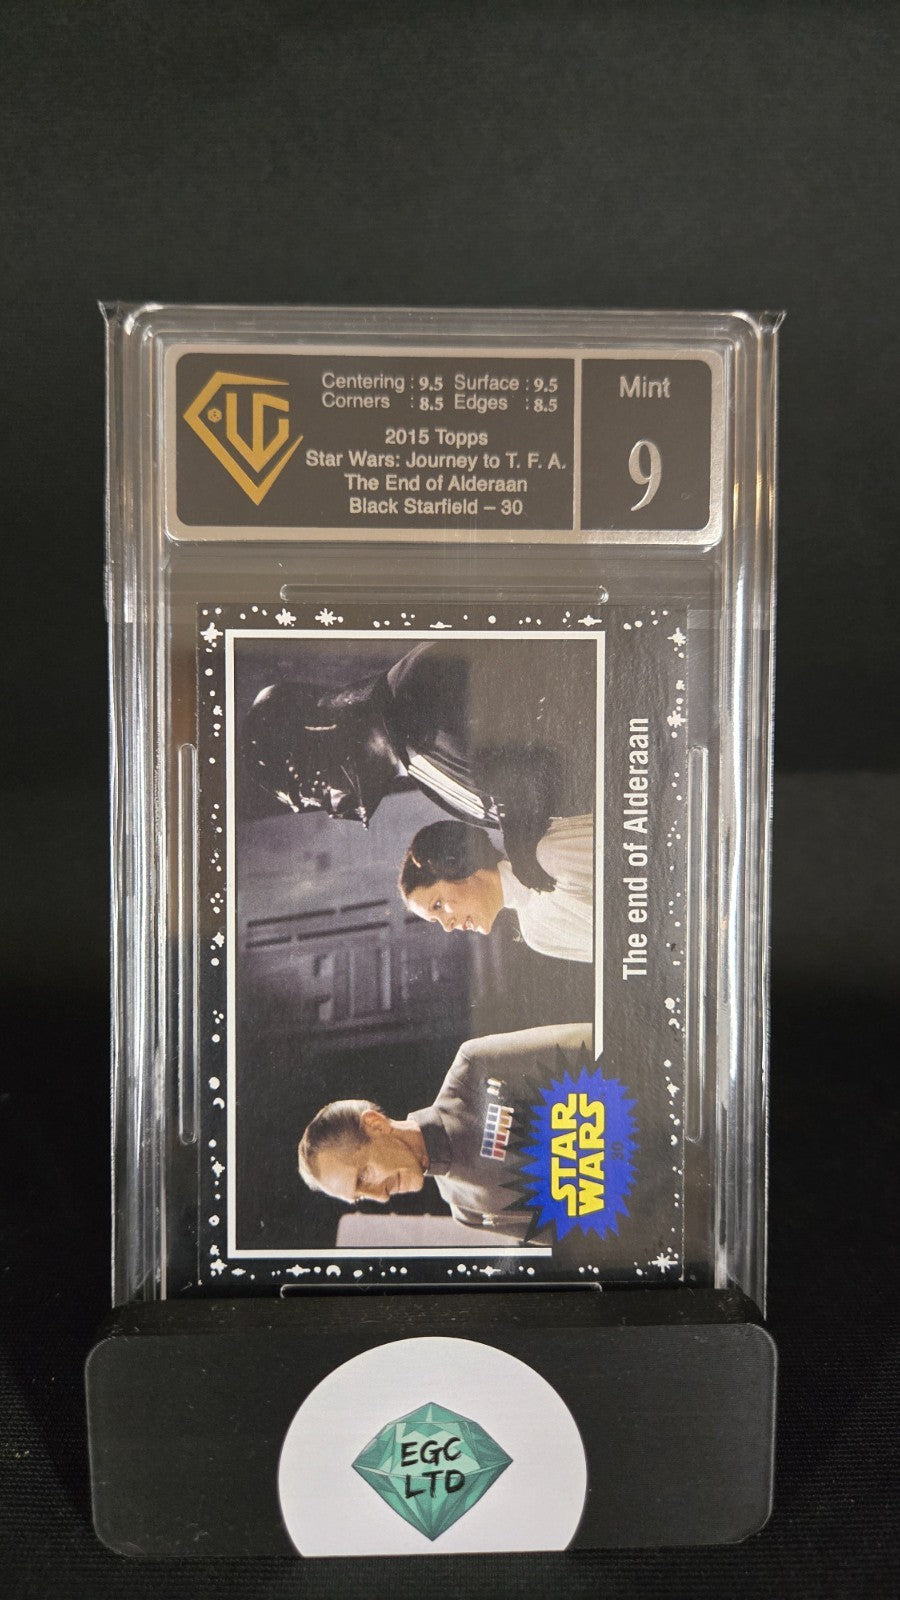 Centering : 9.5 Surface : 9.5
Corners : 8.5 Edges : 8.5
2015 Topps
Star Wars: Journey to T. F. A.
The End of Alderaan
Black Starfield – 30
Mint
9
The end of Alderaan
STAR
WARS
30
EGC
LTD